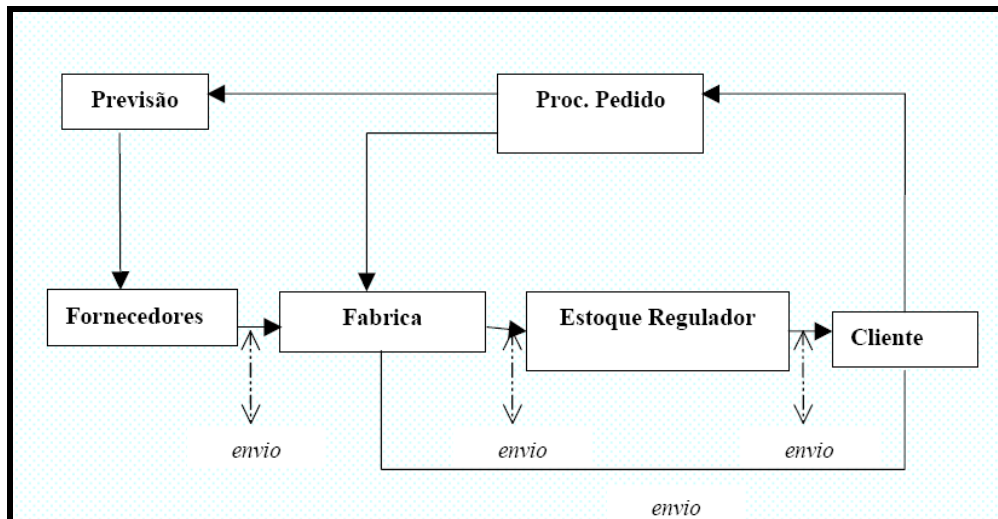 Previsão
Proc. Pedido
Fornecedores
Fabrica
Estoque Regulador
Cliente
envio
envio
envio
envio